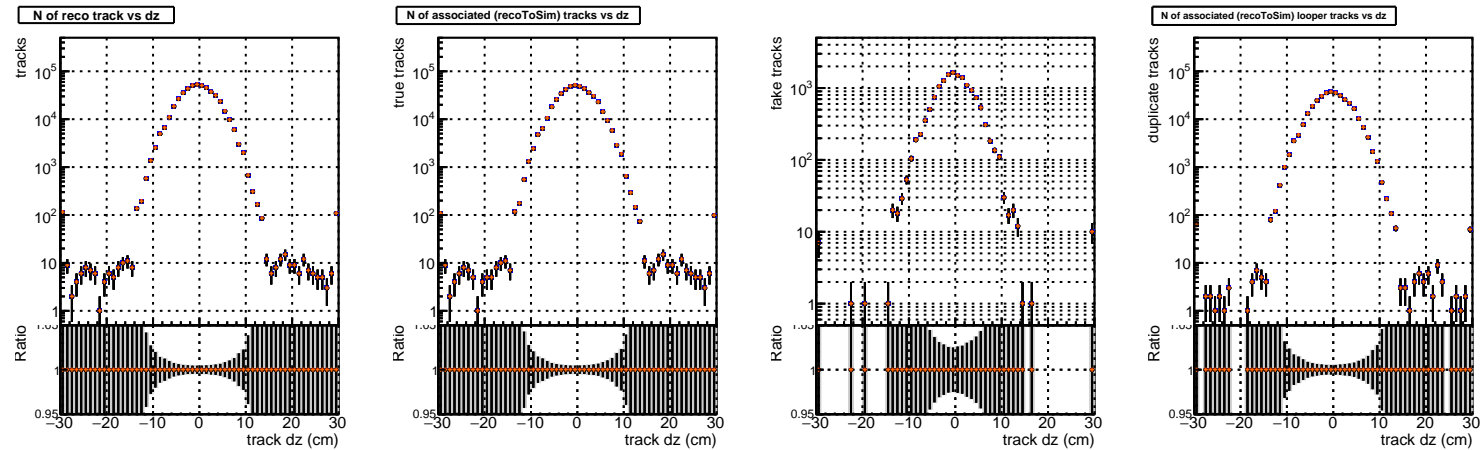 N of reco track vs dz
tracks
10^5
10^4
10^3
10^2
10
1
Ratio
1
0.95
−30 −20 −10 0 10 20 30
track dz (cm)
N of associated (recoToSim) tracks vs dz
true tracks
10^5
10^4
10^3
10^2
10
1
Ratio
1
0.95
−30 −20 −10 0 10 20 30
track dz (cm)
fake tracks
10^3
10^2
10
1
Ratio
1
0.95
−30 −20 −10 0 10 20 30
track dz (cm)
N of associated (recoToSim) looper tracks vs dz
duplicate tracks
10^5
10^4
10^3
10^2
10
1
Ratio
1
0.95
−30 −20 −10 0 10 20 30
track dz (cm)